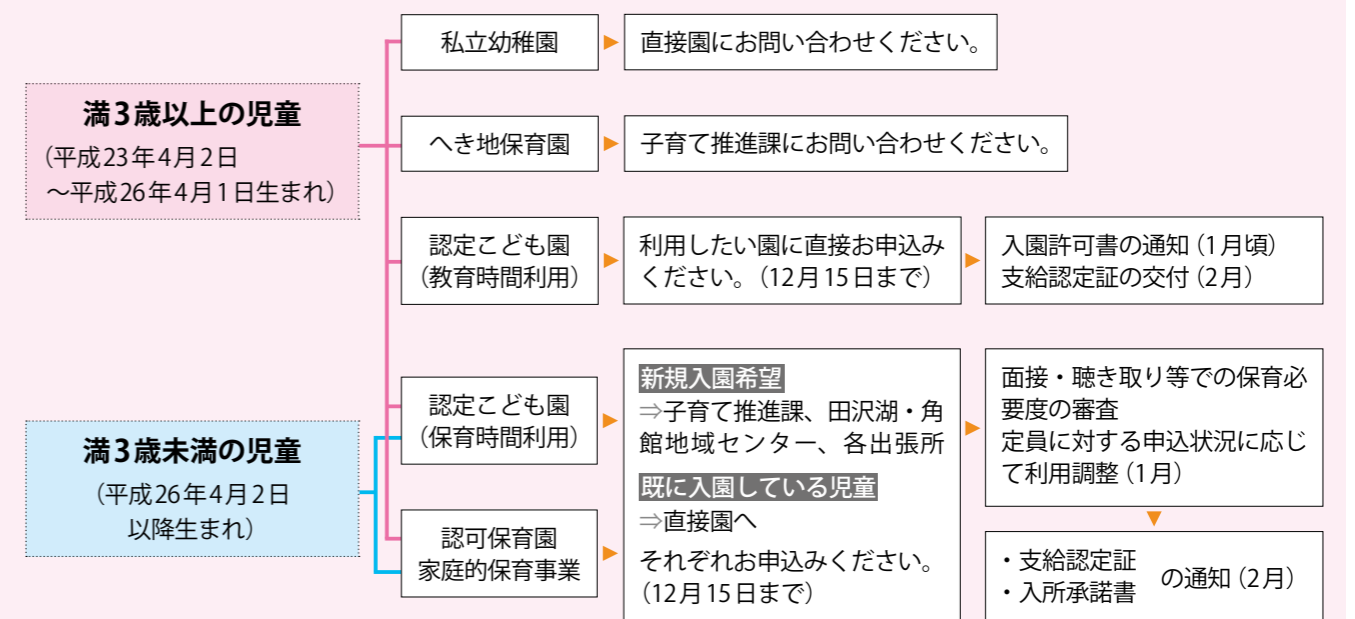 満3歳以上の児童
（平成23年4月2日
～平成26年4月1日生まれ）
満3歳未満の児童
（平成26年4月2日
以降生まれ）
私立幼稚園
▶
直接園にお問い合わせください。
へき地保育園
▶
子育て推進課にお問い合わせください。
認定こども園
（教育時間利用）
▶
利用したい園に直接お申込み
ください。（12月15日まで）
▶
入園許可書の通知（1月頃）
支給認定証の交付（2月）
認定こども園
（保育時間利用）
▶
認可保育園
家庭的保育事業
▶
新規入園希望
⇒子育て推進課、田沢湖・角
館地域センター、各出張所
既に入園している児童
⇒直接園へ
それぞれお申込みください。
（12月15日まで）
▶
面接・聴き取り等での保育必
要度の審査
定員に対する申込状況に応じ
て利用調整（1月）
▼
・支給認定証
・入所承諾書
の通知（2月）